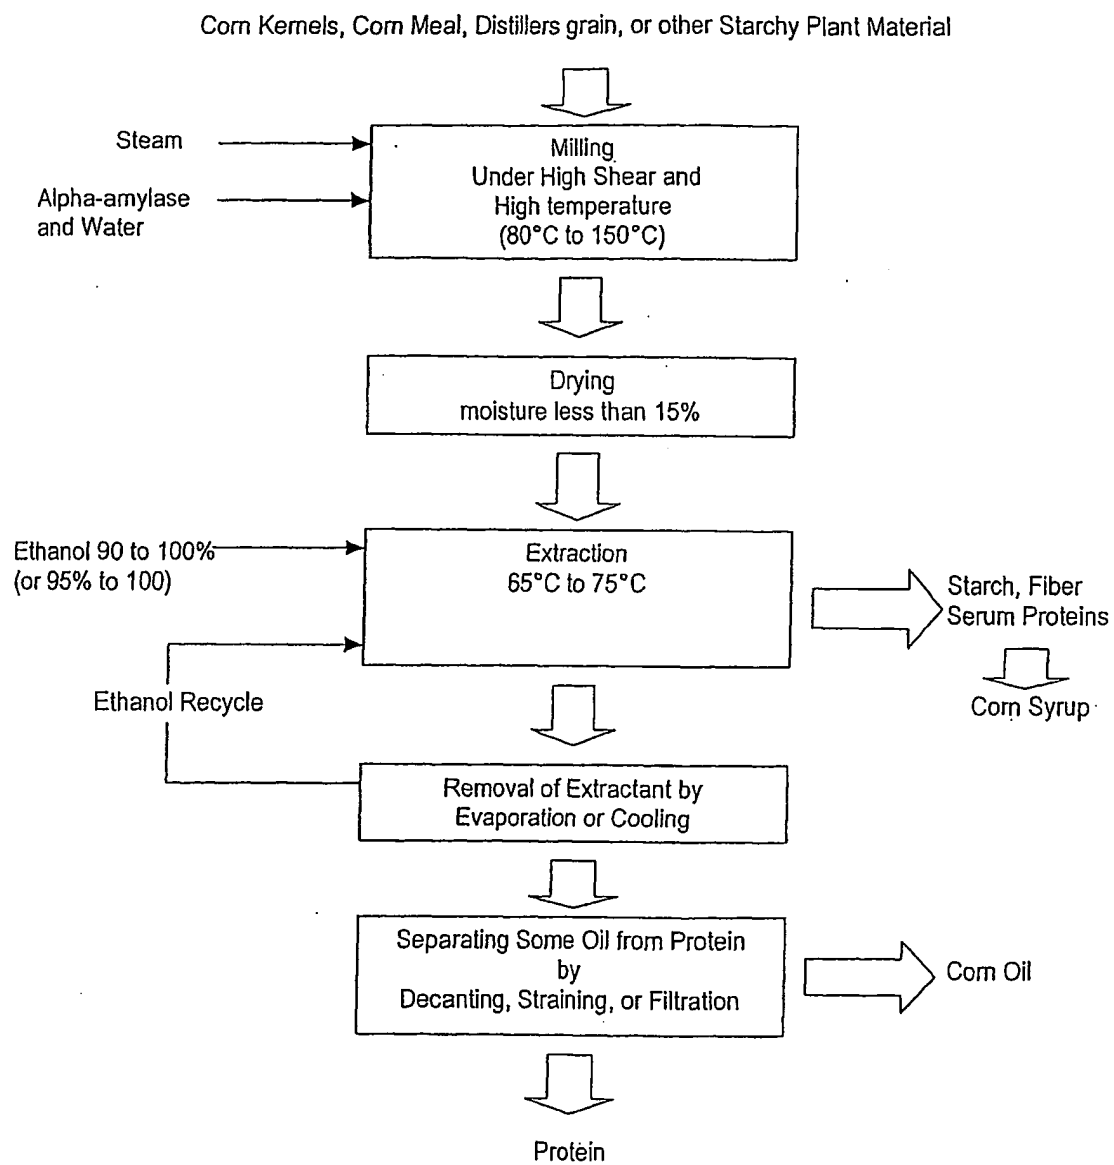 Corn Kernels, Corn Meal, Distillers grain, or other Starchy Plant Material
Steam
Alpha-amylase
and Water
Milling
Under High Shear and
High temperature
(80°C to 150°C)
Drying
moisture less than 15%
Ethanol 90 to 100%
(or 95% to 100)
Extraction
65°C to 75°C
Starch, Fiber
Serum Proteins
Corn Syrup
Ethanol Recycle
Removal of Extractant by
Evaporation or Cooling
Separating Some Oil from Protein
by
Decanting, Straining, or Filtration
Corn Oil
Protein